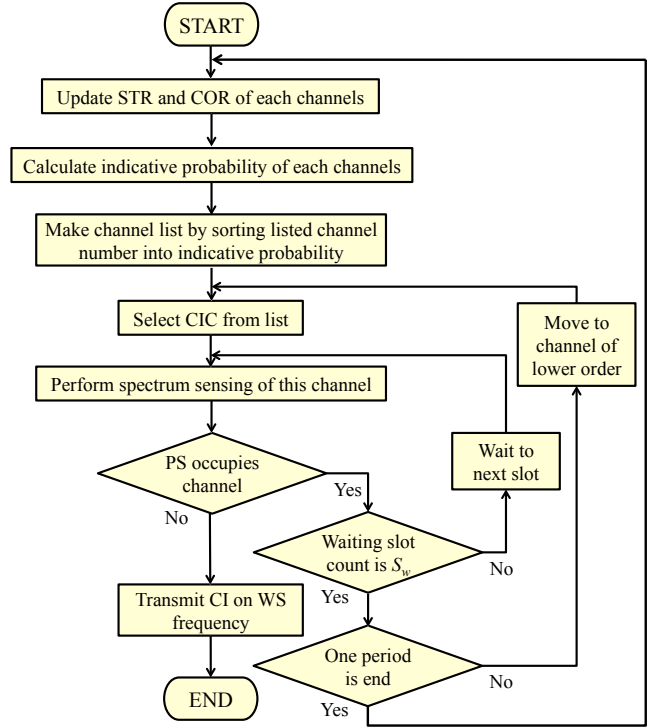 START
Update STR and COR of each channels
Calculate indicative probability of each channels
Make channel list by sorting listed channel
number into indicative probability
Select CIC from list
Move to
channel of
lower order
Perform spectrum sensing of this channel
Wait to
next slot
PS occupies
channel
Yes
No
Waiting slot
count is Sw
No
Yes
Transmit CI on WS
frequency
One period
is end
No
Yes
END